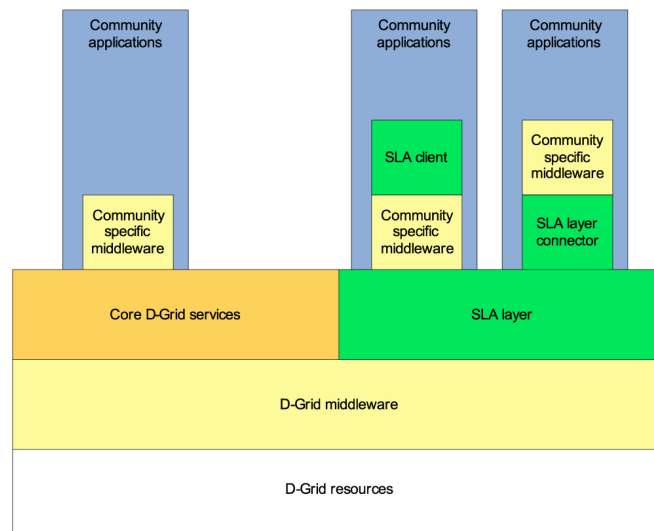 Community
applications
Community
applications
Community
applications
SLA client
Community
specific
middleware
Community
specific
middleware
Community
specific
middleware
SLA layer
connector
Core D-Grid services
SLA layer
D-Grid middleware
D-Grid resources